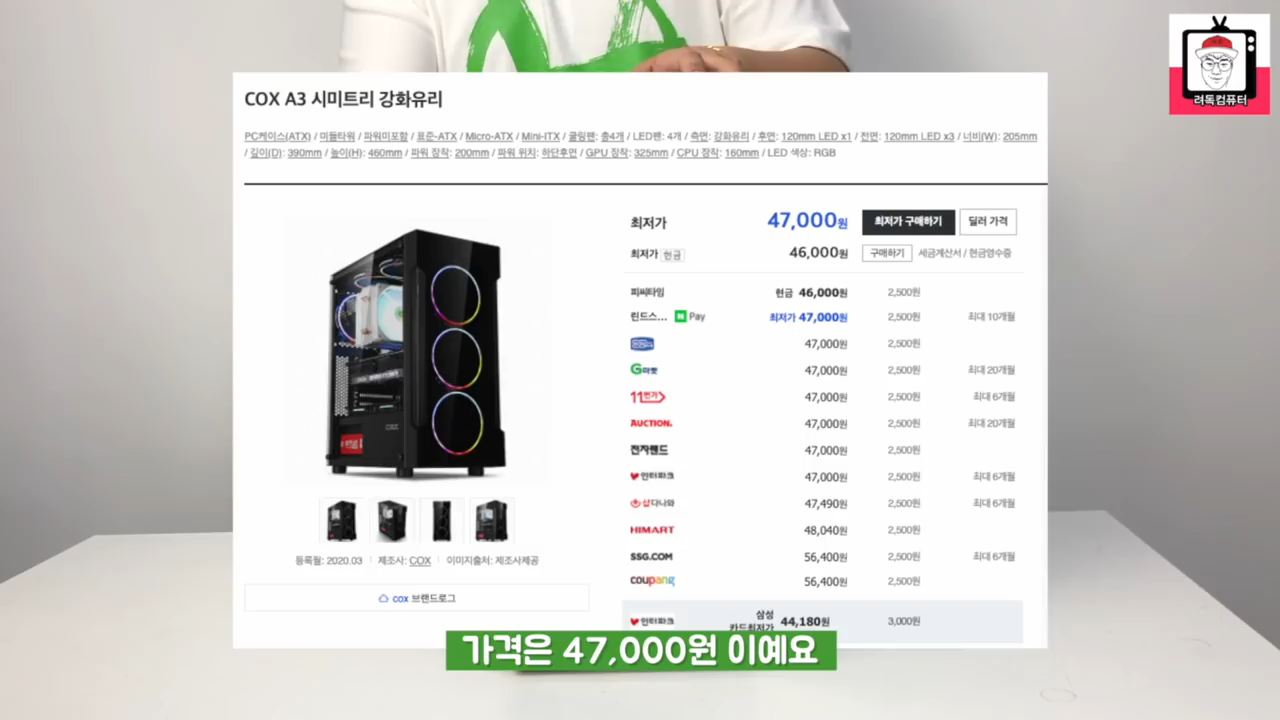 려독컴퓨터
COX A3 시미트리 강화유리
PC케이스(ATX) / 미들타워 / 파워미포함 / 표준-ATX / Micro-ATX / Mini-ITX / 쿨링팬: 총4개 / LED팬: 4개 / 측면: 강화유리 / 후면: 120mm LED x1 / 전면: 120mm LED x3 / 너비(W): 205mm
/ 깊이(D): 390mm / 높이(H): 460mm / 파워 장착: 200mm / 파워 위치: 하단후면 / GPU 장착: 325mm / CPU 장착: 160mm / LED 색상: RGB
최저가 47,000원 최저가 구매하기 딜러 가격
최저가 현금 46,000원 구매하기 세금계산서 / 현금영수증
피씨타임 현금 46,000원 2,500원
린드스... N Pay 최저가 47,000원 2,500원 최대 10개월
47,000원 2,500원
G마켓 47,000원 2,500원 최대 20개월
11번가 47,000원 2,500원 최대 6개월
AUCTION. 47,000원 2,500원 최대 20개월
전자랜드 47,000원 2,500원
인터파크 47,000원 2,500원 최대 6개월
샵다나와 47,490원 2,500원 최대 6개월
HIMART 48,040원 2,500원
SSG.COM 56,400원 2,500원 최대 6개월
coupang 56,400원 2,500원
인터파크 삼성 카드최저가 44,180원 3,000원
등록월: 2020.03 제조사: COX 이미지출처: 제조사제공
cox 브랜드로그
가격은 47,000원 이예요